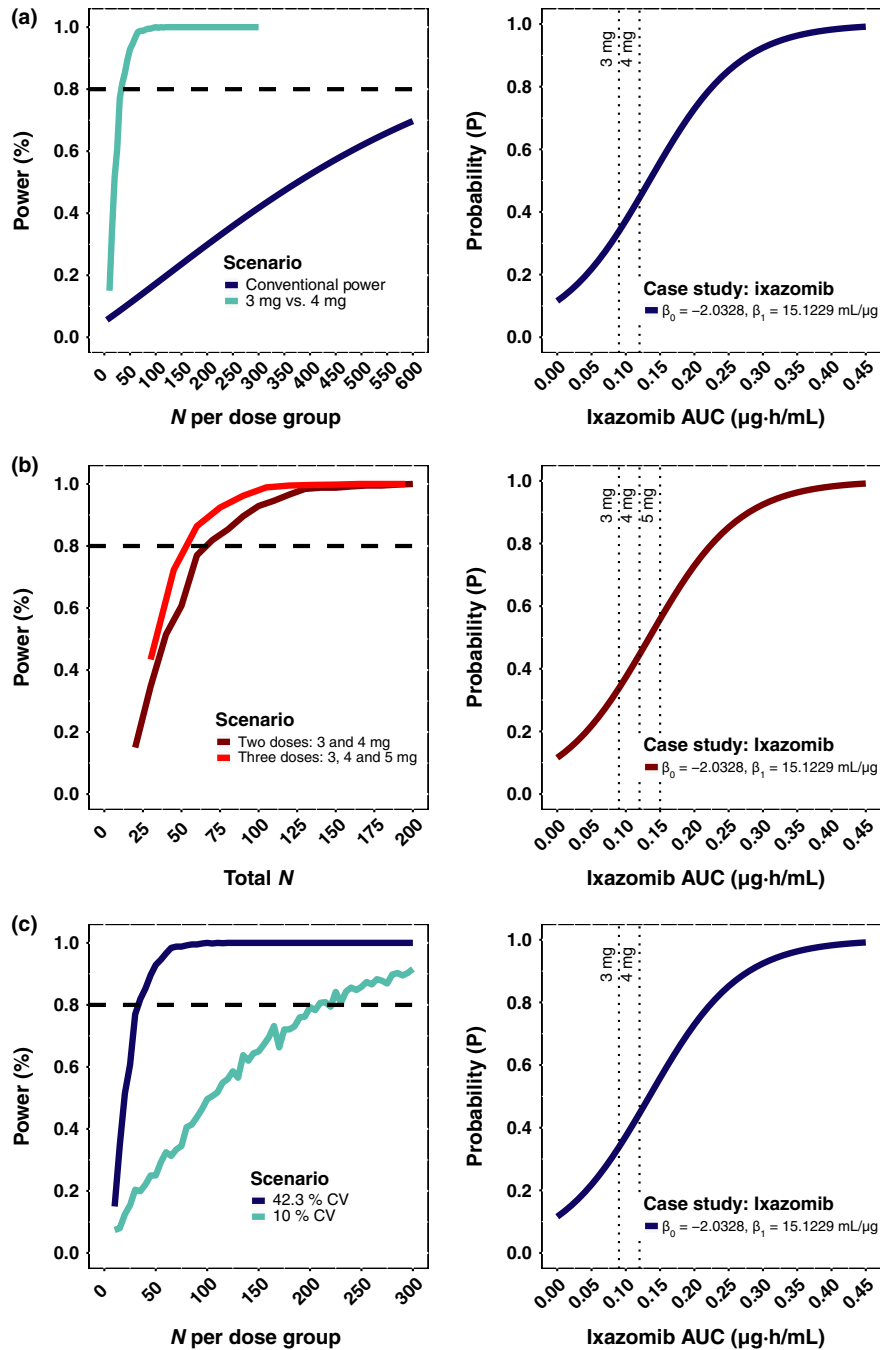 (a)
Power (%)
1.0
0.8
0.6
0.4
0.2
0.0
Scenario
Conventional power
3 mg vs. 4 mg
0 50 100 150 200 250 300 350 400 450 500 550 600
N per dose group
Probability (P)
1.0
0.8
0.6
0.4
0.2
0.0
3 mg
4 mg
Case study: ixazomib
β0 = −2.0328, β1 = 15.1229 mL/µg
0.00 0.05 0.10 0.15 0.20 0.25 0.30 0.35 0.40 0.45
Ixazomib AUC (µg·h/mL)
(b)
Power (%)
1.0
0.8
0.6
0.4
0.2
0.0
Scenario
Two doses: 3 and 4 mg
Three doses: 3, 4 and 5 mg
0 25 50 75 100 125 150 175 200
Total N
Probability (P)
1.0
0.8
0.6
0.4
0.2
0.0
3 mg
4 mg
5 mg
Case study: Ixazomib
β0 = −2.0328, β1 = 15.1229 mL/µg
0.00 0.05 0.10 0.15 0.20 0.25 0.30 0.35 0.40 0.45
Ixazomib AUC (µg·h/mL)
(c)
Power (%)
1.0
0.8
0.6
0.4
0.2
0.0
Scenario
42.3 % CV
10 % CV
0 50 100 150 200 250 300
N per dose group
Probability (P)
1.0
0.8
0.6
0.4
0.2
0.0
3 mg
4 mg
Case study: Ixazomib
β0 = −2.0328, β1 = 15.1229 mL/µg
0.00 0.05 0.10 0.15 0.20 0.25 0.30 0.35 0.40 0.45
Ixazomib AUC (µg·h/mL)